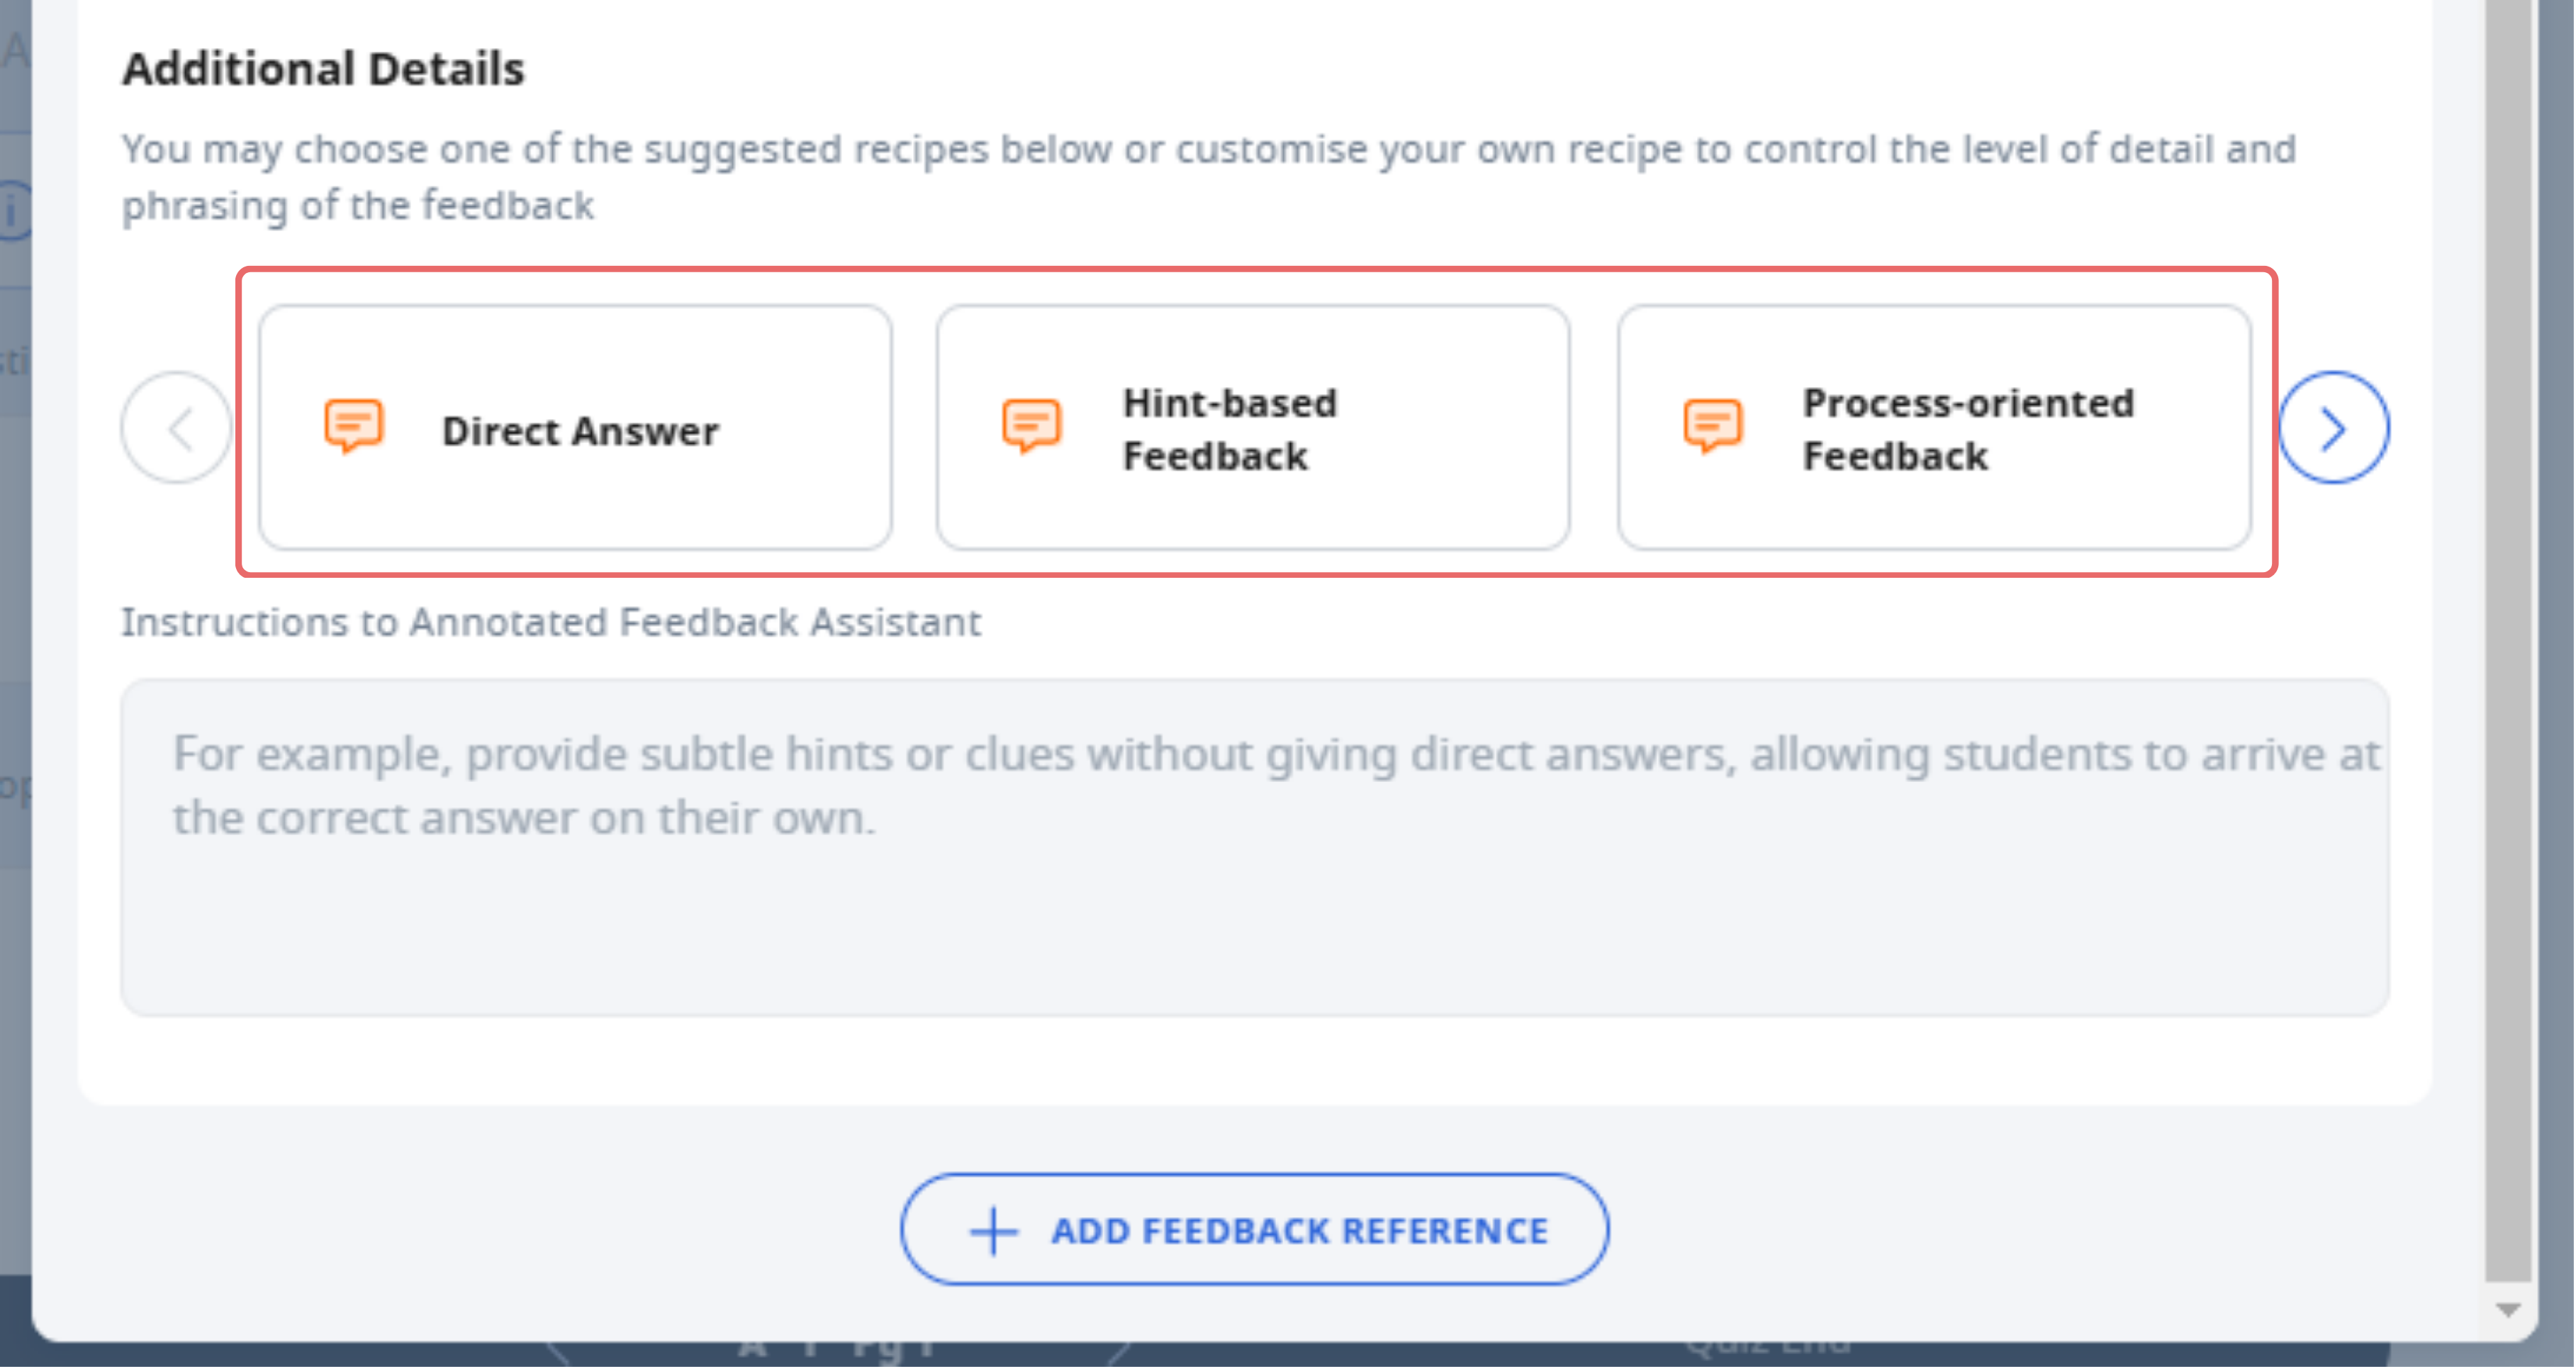 Additional Details
You may choose one of the suggested recipes below or customise your own recipe to control the level of detail and
phrasing of the feedback
Direct Answer
Hint-based
Feedback
Process-oriented
Feedback
Instructions to Annotated Feedback Assistant
For example, provide subtle hints or clues without giving direct answers, allowing students to arrive at
the correct answer on their own.
ADD FEEDBACK REFERENCE
Quiz End